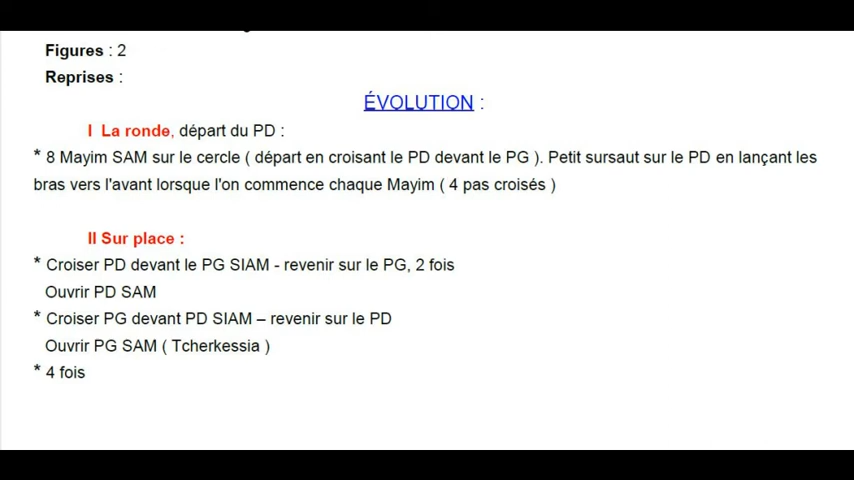 Figures : 2
Reprises :
ÉVOLUTION :
I La ronde, départ du PD :
* 8 Mayim SAM sur le cercle ( départ en croisant le PD devant le PG ). Petit sursaut sur le PD en lançant les
bras vers l'avant lorsque l'on commence chaque Mayim ( 4 pas croisés )
II Sur place :
* Croiser PD devant le PG SIAM - revenir sur le PG, 2 fois
Ouvrir PD SAM
* Croiser PG devant PD SIAM – revenir sur le PD
Ouvrir PG SAM ( Tcherkessia )
* 4 fois